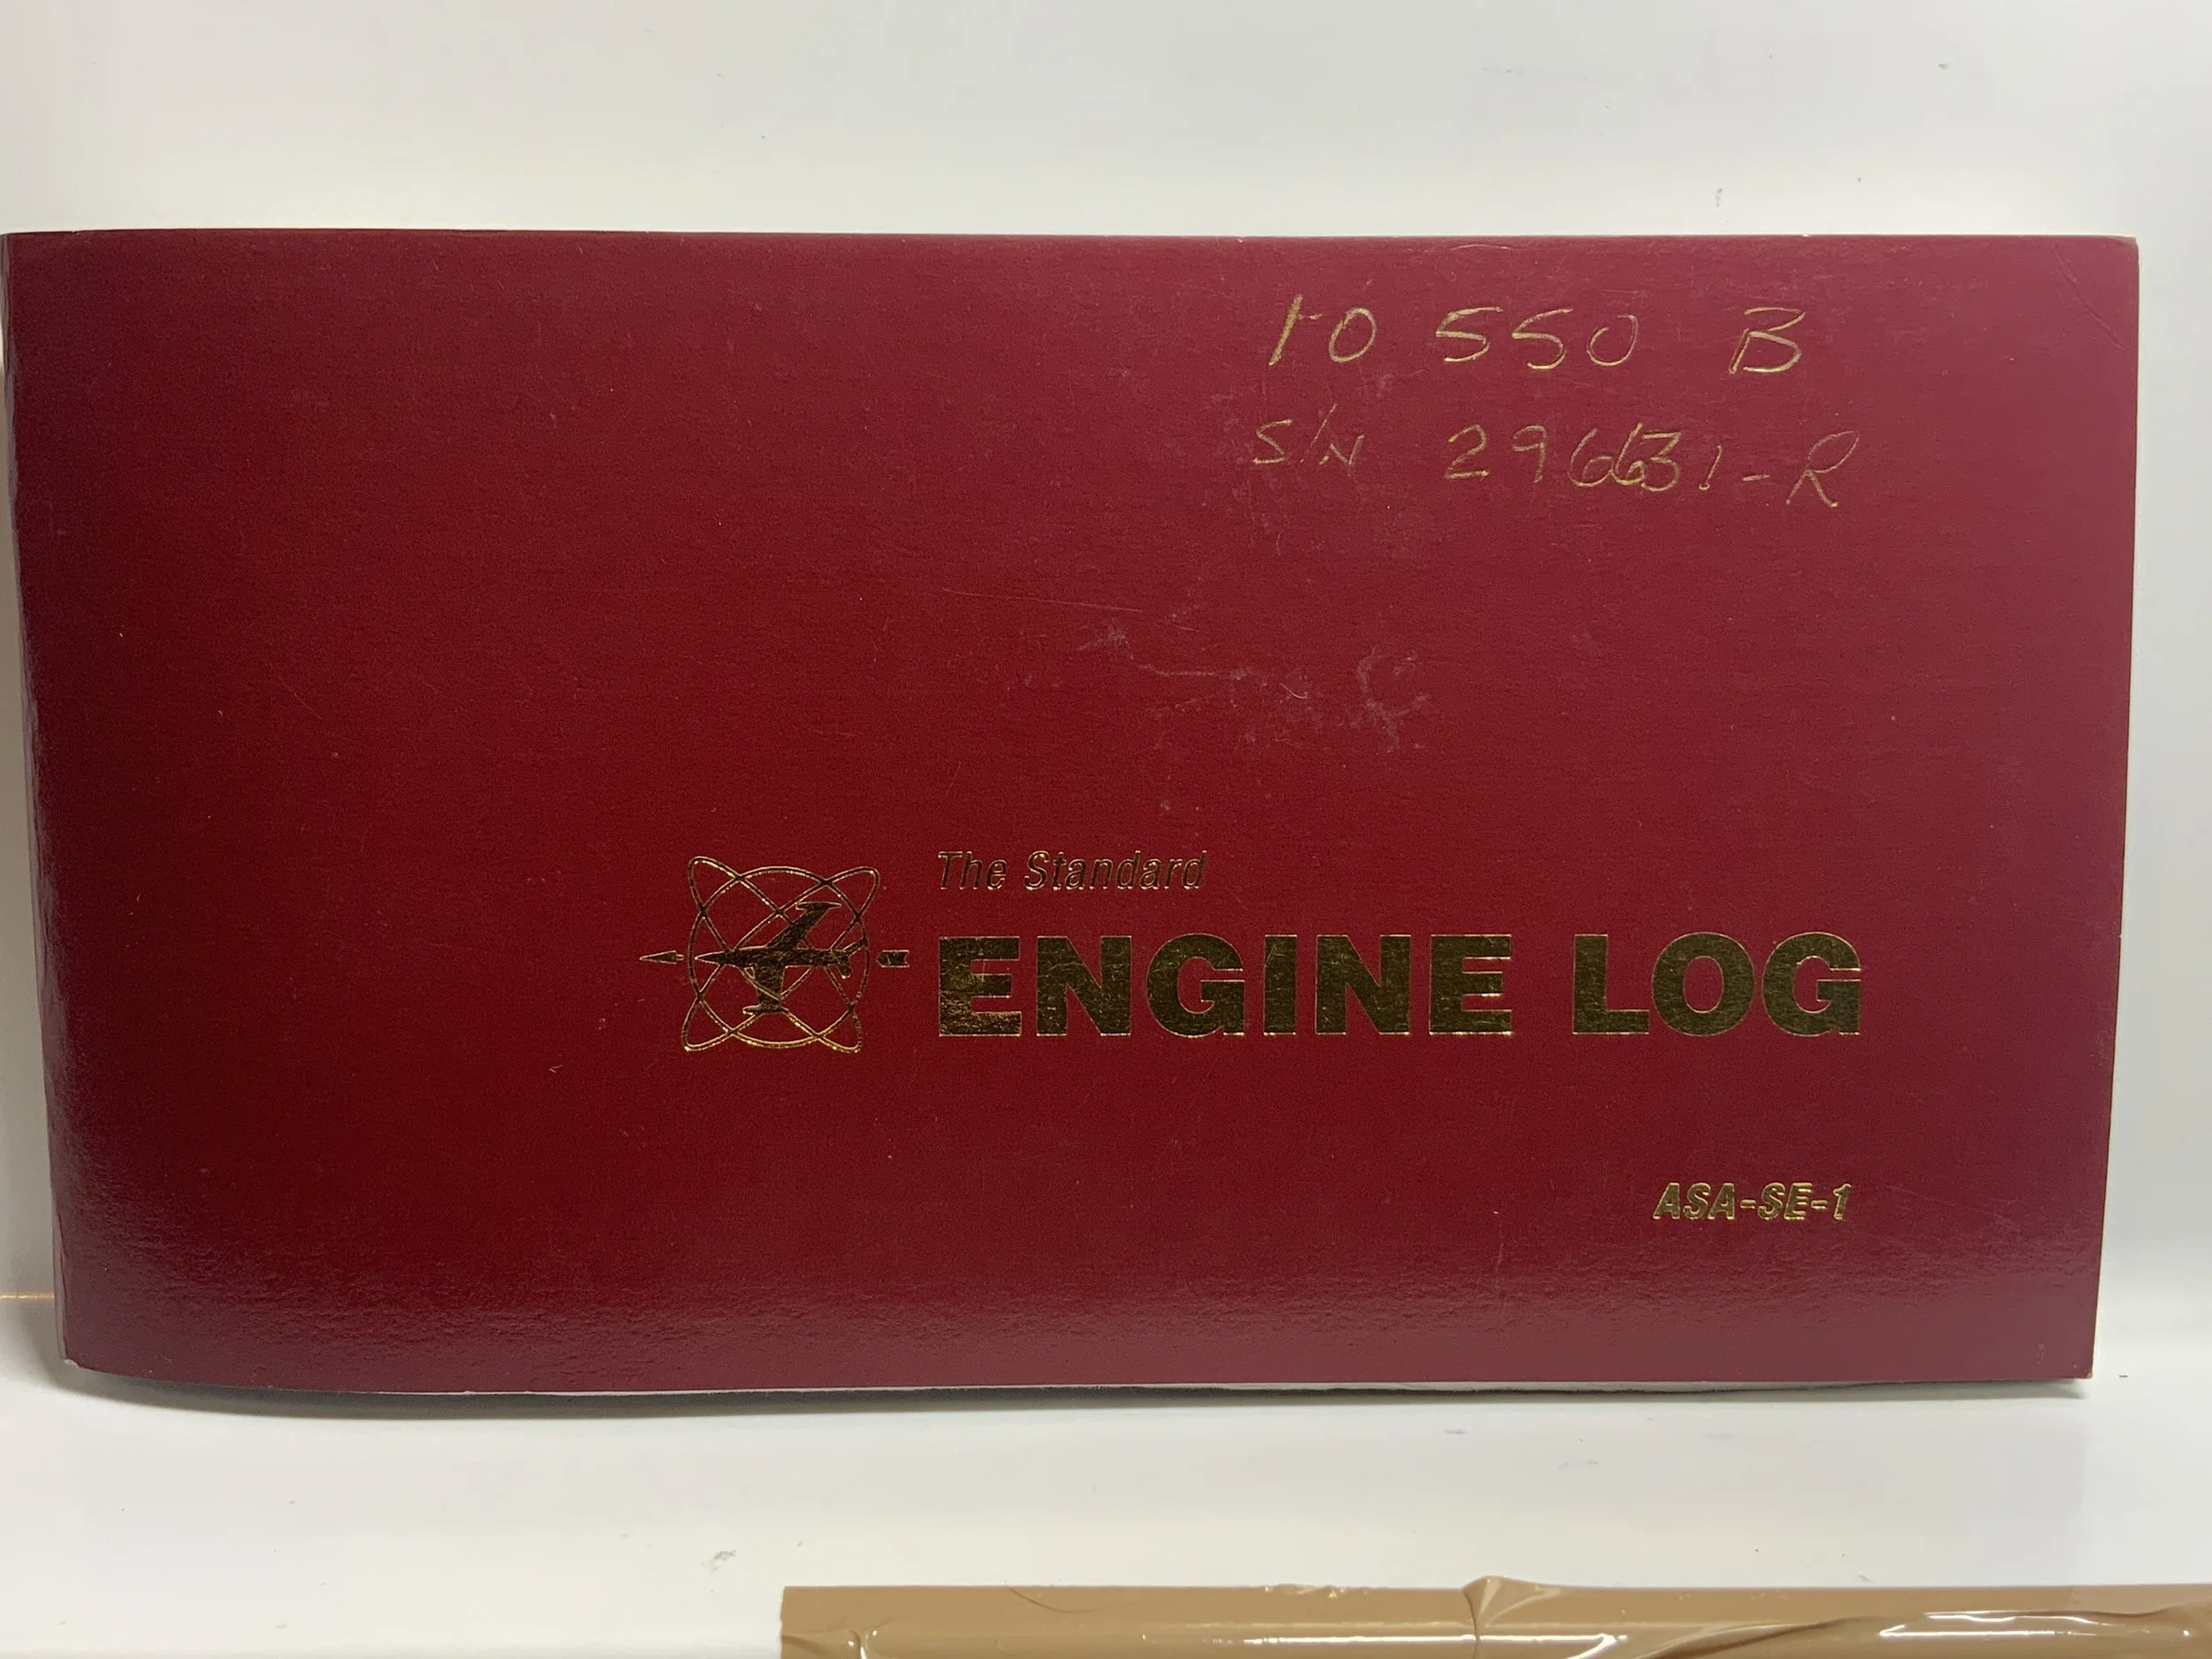 IO 550 B
S/N 296631-R
The Standard
ENGINE LOG
ASA-SE-1